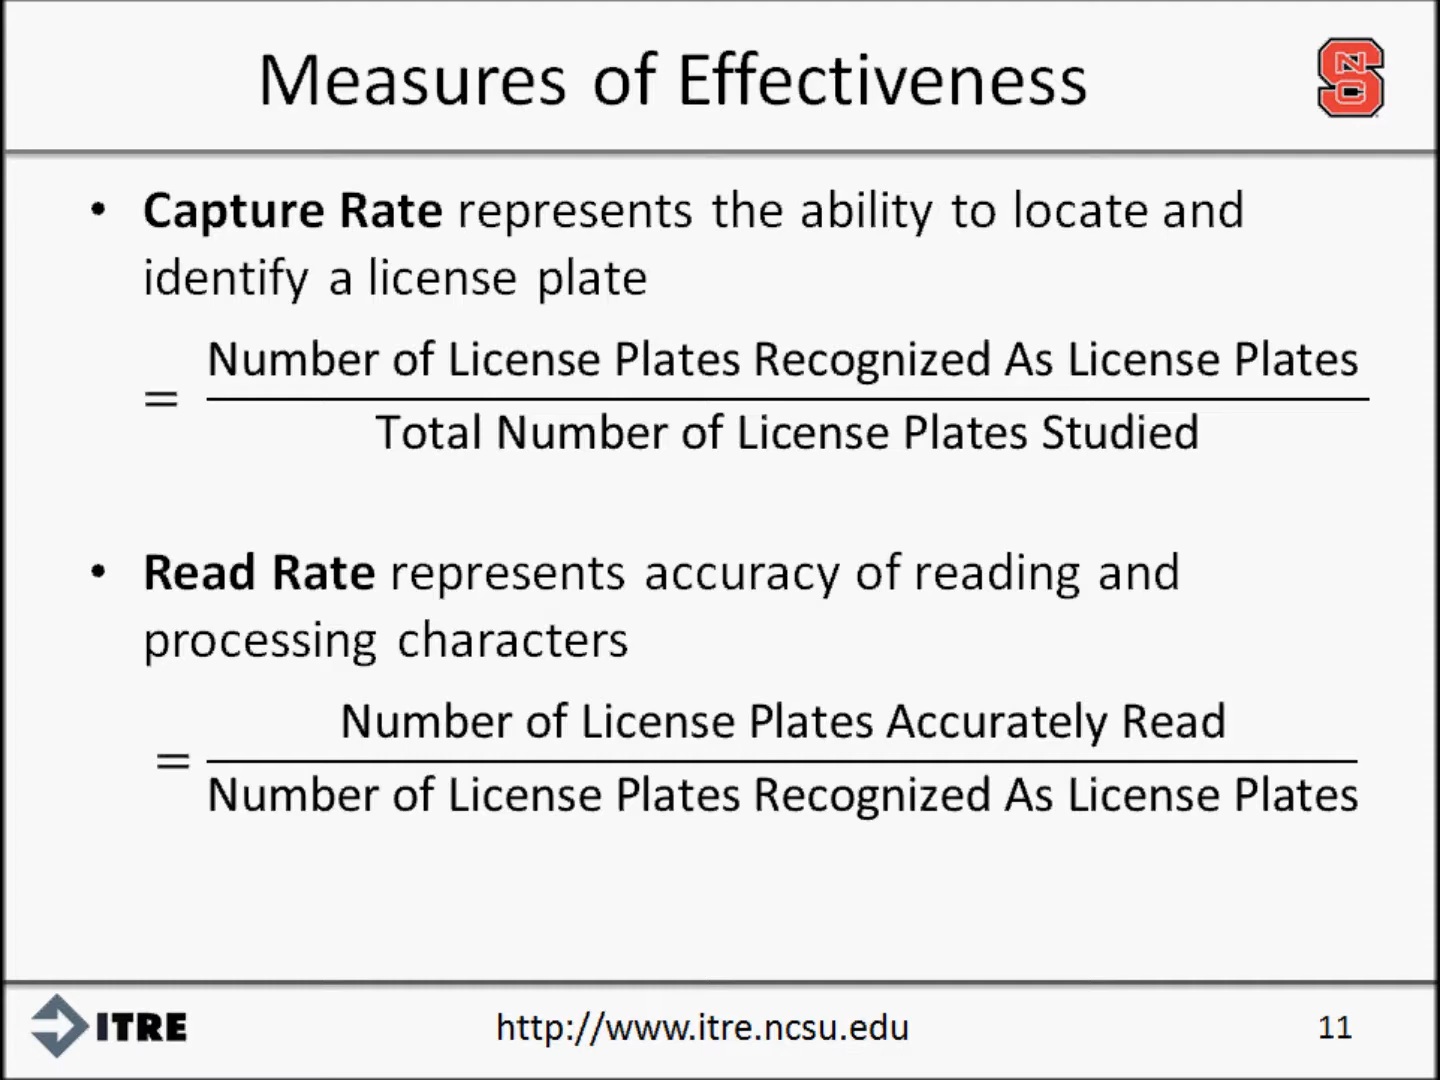 Measures of Effectiveness
NC
S
• Capture Rate represents the ability to locate and
identify a license plate
Number of License Plates Recognized As License Plates
=
Total Number of License Plates Studied
• Read Rate represents accuracy of reading and
processing characters
Number of License Plates Accurately Read
=
Number of License Plates Recognized As License Plates
ITRE
http://www.itre.ncsu.edu
11